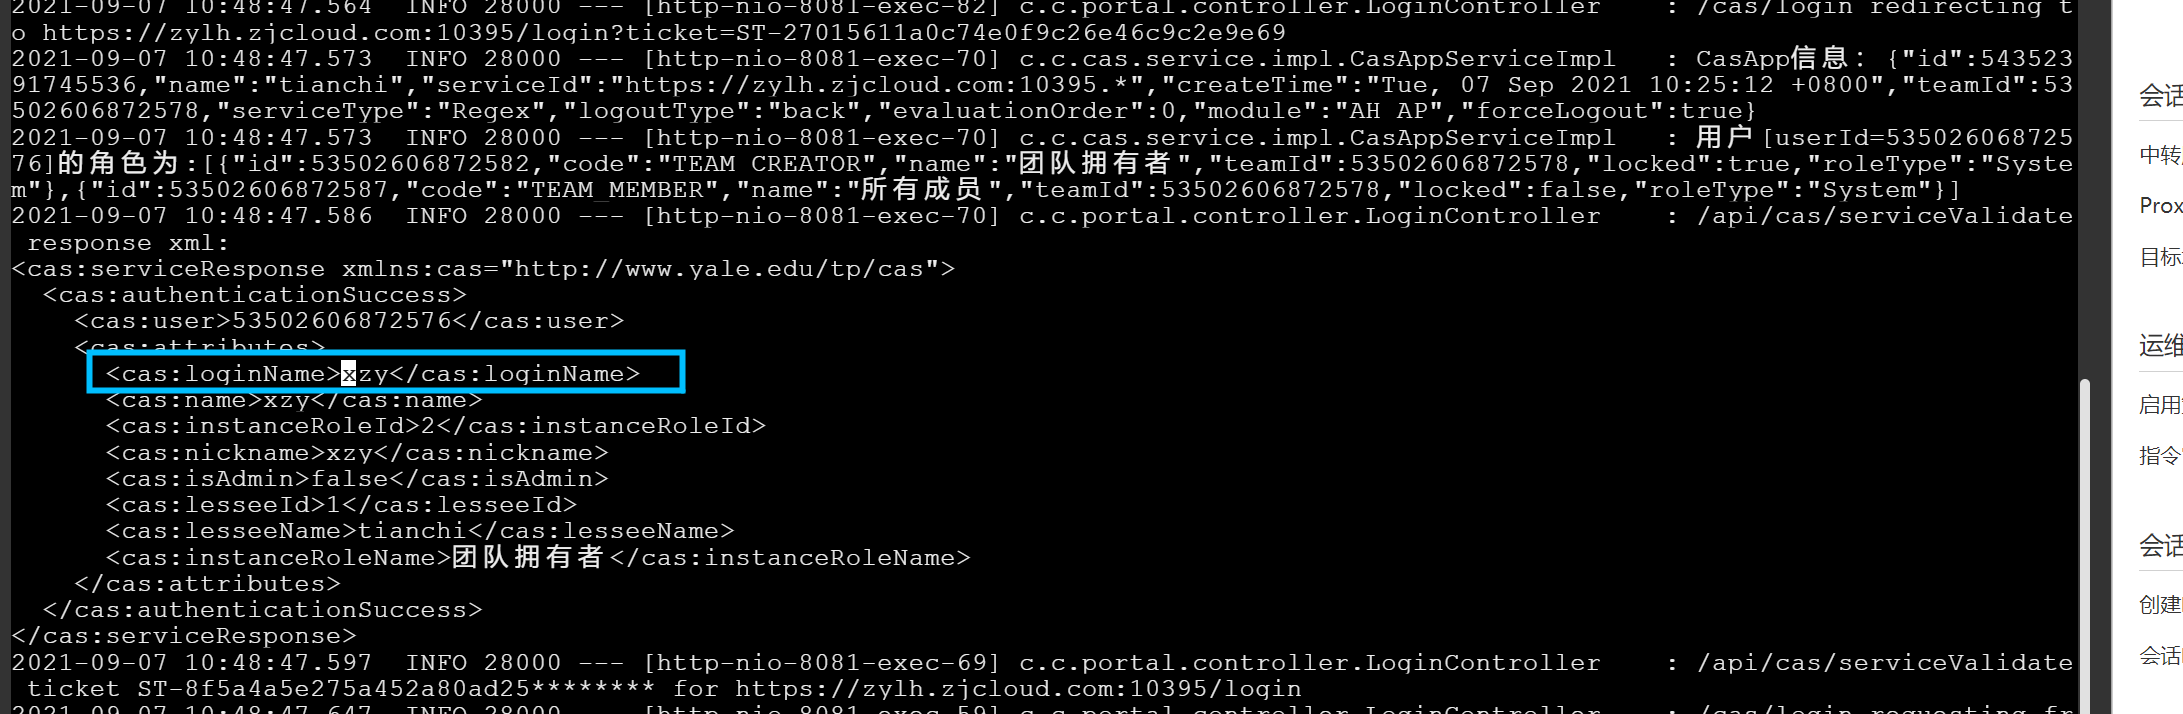 2021-09-07 10:48:47.564  INFO 28000 --- [http-nio-8081-exec-82] c.c.portal.controller.LoginController    : /cas/login redirecting t
o https://zylh.zjcloud.com:10395/login?ticket=ST-27015611a0c74e0f9c26e46c9c2e9e69
2021-09-07 10:48:47.573  INFO 28000 --- [http-nio-8081-exec-70] c.c.cas.service.impl.CasAppServiceImpl   : CasApp信息: {"id":543523
91745536,"name":"tianchi","serviceId":"https://zylh.zjcloud.com:10395.*","createTime":"Tue, 07 Sep 2021 10:25:12 +0800","teamId":53
502606872578,"serviceType":"Regex","logoutType":"back","evaluationOrder":0,"module":"AH AP","forceLogout":true}
2021-09-07 10:48:47.573  INFO 28000 --- [http-nio-8081-exec-70] c.c.cas.service.impl.CasAppServiceImpl   : 用户[userId=535026068725
76]的角色为:[{"id":53502606872582,"code":"TEAM CREATOR","name":"团队拥有者","teamId":53502606872578,"locked":true,"roleType":"Syste
m"},{"id":53502606872587,"code":"TEAM_MEMBER","name":"所有成员","teamId":53502606872578,"locked":false,"roleType":"System"}]
2021-09-07 10:48:47.586  INFO 28000 --- [http-nio-8081-exec-70] c.c.portal.controller.LoginController    : /api/cas/serviceValidate
 response xml:
<cas:serviceResponse xmlns:cas="http://www.yale.edu/tp/cas">
  <cas:authenticationSuccess>
    <cas:user>53502606872576</cas:user>
    <cas:attributes>
      <cas:loginName>xzy</cas:loginName>
      <cas:name>xzy</cas:name>
      <cas:instanceRoleId>2</cas:instanceRoleId>
      <cas:nickname>xzy</cas:nickname>
      <cas:isAdmin>false</cas:isAdmin>
      <cas:lesseeId>1</cas:lesseeId>
      <cas:lesseeName>tianchi</cas:lesseeName>
      <cas:instanceRoleName>团队拥有者</cas:instanceRoleName>
    </cas:attributes>
  </cas:authenticationSuccess>
</cas:serviceResponse>
2021-09-07 10:48:47.597  INFO 28000 --- [http-nio-8081-exec-69] c.c.portal.controller.LoginController    : /api/cas/serviceValidate
 ticket ST-8f5a4a5e275a452a80ad25******** for https://zylh.zjcloud.com:10395/login
2021-09-07 10:48:47.647  INFO 28000 --- [http-nio-8081-exec-59] c.c.portal.controller.LoginController    : /cas/login requesting fr
会话
中转
Prox
目标
运维
启用
指令
会话
创建
会话